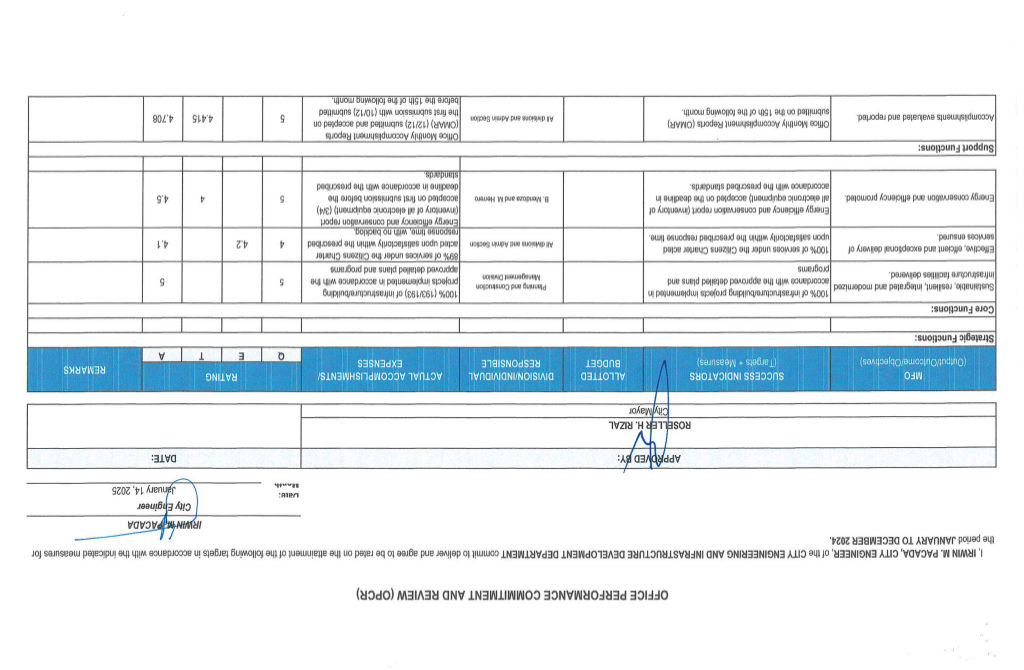 OFFICE PERFORMANCE COMMITMENT AND REVIEW (OPCR)
I, IRWIN M. PACADA, CITY ENGINEER, of the CITY ENGINEERING AND INFRASTRUCTURE DEVELOPMENT DEPARTMENT commit to deliver and agree to be rated on the attainment of the following targets in accordance with the indicated measures for
the period JANUARY TO DECEMBER 2024.
IRWIN M. PACADA
City Engineer
Date: January 14, 2025
APPROVED BY:
DATE:
ROSELLER H. RIZAL
City Mayor
MFO
(Output/Outcome/Objectives)
SUCCESS INDICATORS
(Targets + Measures)
ALLOTTED
BUDGET
DIVISION/INDIVIDUAL
RESPONSIBLE
ACTUAL ACCOMPLISHMENTS/
EXPENSES
RATING
Q E T A
REMARKS
Strategic Functions:
Core Functions:
Sustainable, resilient, integrated and modernized
infrastructure facilities delivered.
100% of infrastructure/building projects implemented in
accordance with the approved detailed plans and
programs
Planning and Construction
Management Division
100% (193/193) of infrastructure/building
projects implemented in accordance with the
approved detailed plans and programs
5
5
Effective, efficient and exceptional delivery of
services ensured.
100% of services under the Citizens Charter acted
upon satisfactorily within the prescribed response time.
All divisions and Admin Section
89% of services under the Citizens Charter
acted upon satisfactorily within the prescribed
response time, with no backlog.
4
4.2
4.1
Energy conservation and efficiency promoted.
Energy efficiency and conservation report (inventory of
all electronic equipment) accepted on the deadline in
accordance with the prescribed standards.
B. Mendoza and M Herrero
Energy efficiency and conservation report
(inventory of all electronic equipment) (3/4)
accepted on first submission before the
deadline in accordance with the prescribed
standards.
5
4
4.5
Support Functions:
Accomplishments evaluated and reported.
Office Monthly Accomplishment Reports (OMAR)
submitted on the 15th of the following month.
All divisions and Admin Section
Office Monthly Accomplishment Reports
(OMAR) (12/12) submitted and accepted on
the first submission with (10/12) submitted
before the 15th of the following month.
5
4.415
4.708